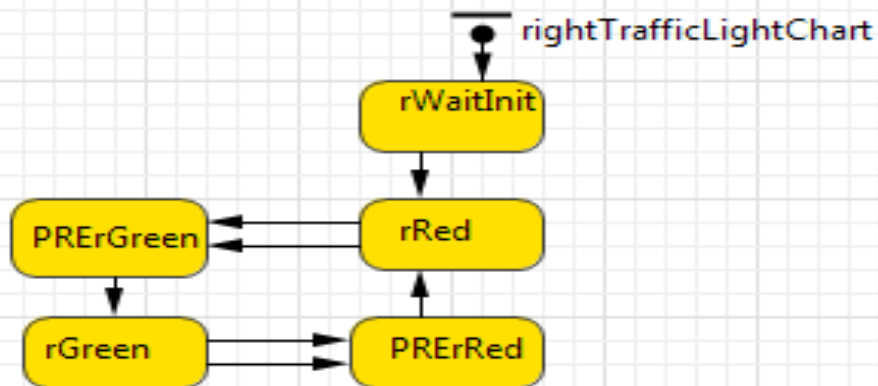 rightTrafficLightChart
rWaitInit
PRErGreen
rRed
rGreen
PRErRed